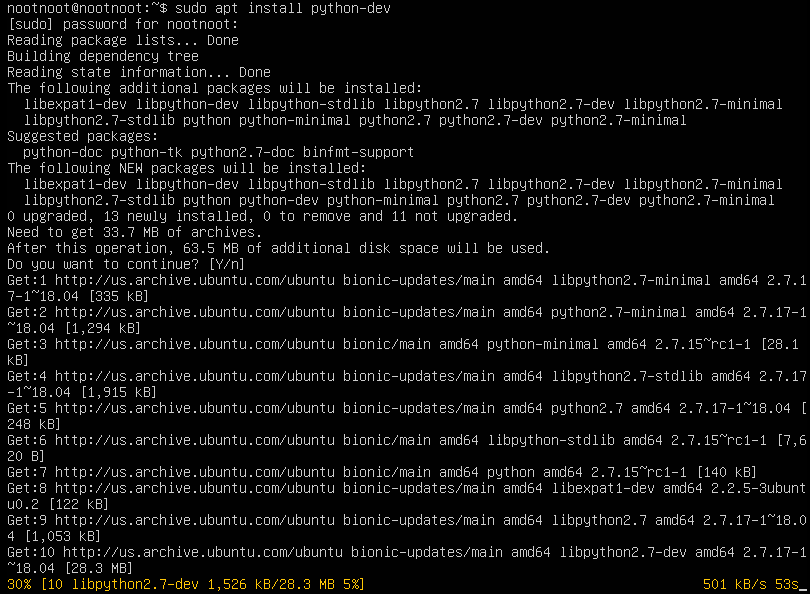 nootnoot@nootnoot:~$ sudo apt install python-dev
[sudo] password for nootnoot:
Reading package lists... Done
Building dependency tree
Reading state information... Done
The following additional packages will be installed:
  libexpat1-dev libpython-dev libpython-stdlib libpython2.7 libpython2.7-dev libpython2.7-minimal
  libpython2.7-stdlib python python-minimal python2.7 python2.7-dev python2.7-minimal
Suggested packages:
  python-doc python-tk python2.7-doc binfmt-support
The following NEW packages will be installed:
  libexpat1-dev libpython-dev libpython-stdlib libpython2.7 libpython2.7-dev libpython2.7-minimal
  libpython2.7-stdlib python python-dev python-minimal python2.7 python2.7-dev python2.7-minimal
0 upgraded, 13 newly installed, 0 to remove and 11 not upgraded.
Need to get 33.7 MB of archives.
After this operation, 63.5 MB of additional disk space will be used.
Do you want to continue? [Y/n]
Get:1 http://us.archive.ubuntu.com/ubuntu bionic-updates/main amd64 libpython2.7-minimal amd64 2.7.1
7-1~18.04 [335 kB]
Get:2 http://us.archive.ubuntu.com/ubuntu bionic-updates/main amd64 python2.7-minimal amd64 2.7.17-1
~18.04 [1,294 kB]
Get:3 http://us.archive.ubuntu.com/ubuntu bionic/main amd64 python-minimal amd64 2.7.15~rc1-1 [28.1
kB]
Get:4 http://us.archive.ubuntu.com/ubuntu bionic-updates/main amd64 libpython2.7-stdlib amd64 2.7.17
-1~18.04 [1,915 kB]
Get:5 http://us.archive.ubuntu.com/ubuntu bionic-updates/main amd64 python2.7 amd64 2.7.17-1~18.04 [
248 kB]
Get:6 http://us.archive.ubuntu.com/ubuntu bionic/main amd64 libpython-stdlib amd64 2.7.15~rc1-1 [7,6
20 B]
Get:7 http://us.archive.ubuntu.com/ubuntu bionic/main amd64 python amd64 2.7.15~rc1-1 [140 kB]
Get:8 http://us.archive.ubuntu.com/ubuntu bionic-updates/main amd64 libexpat1-dev amd64 2.2.5-3ubunt
u0.2 [122 kB]
Get:9 http://us.archive.ubuntu.com/ubuntu bionic-updates/main amd64 libpython2.7 amd64 2.7.17-1~18.0
4 [1,053 kB]
Get:10 http://us.archive.ubuntu.com/ubuntu bionic-updates/main amd64 libpython2.7-dev amd64 2.7.17-1
~18.04 [28.3 MB]
30% [10 libpython2.7-dev 1,526 kB/28.3 MB 5%] 501 kB/s 53s_